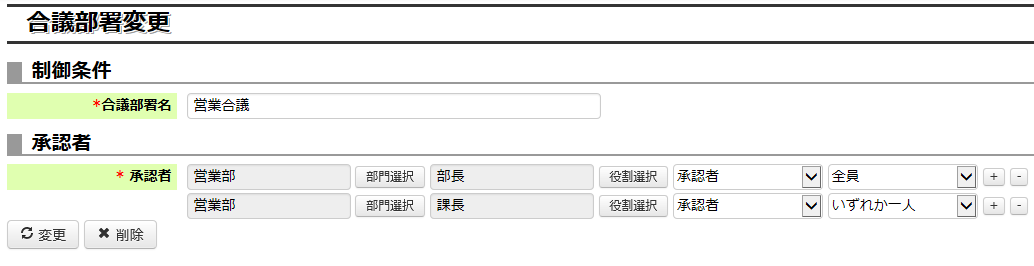 合議部署変更
制御条件
*合議部署名 営業合議
承認者
* 承認者 営業部 部門選択 部長 役割選択 承認者 全員 + -
営業部 部門選択 課長 役割選択 承認者 いずれか一人 + -
変更 削除